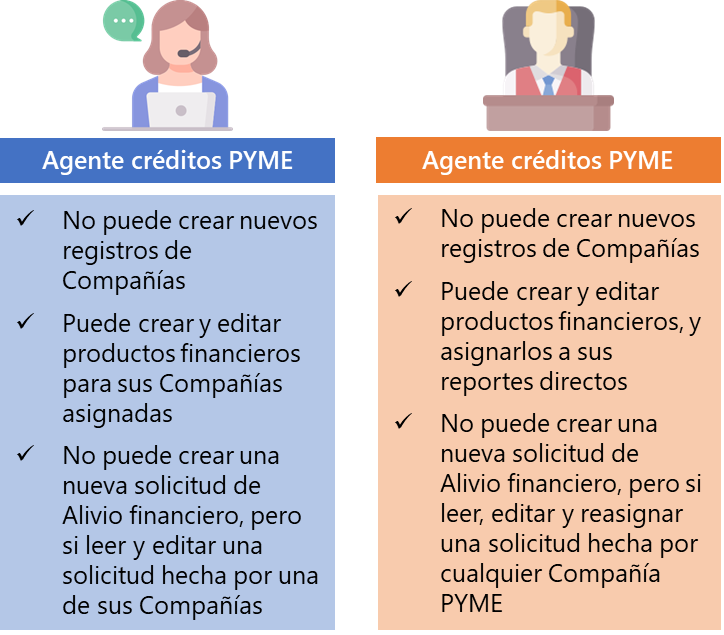 Agente créditos PYME
No puede crear nuevos
registros de
Compañías
Puede crear y editar
productos financieros
para sus Compañías
asignadas
No puede crear una
nueva solicitud de
Alivio financiero, pero
si leer y editar una
solicitud hecha por una
de sus Compañías
Agente créditos PYME
No puede crear nuevos
registros de Compañías
Puede crear y editar
productos financieros, y
asignarlos a sus
reportes directos
No puede crear una
nueva solicitud de
Alivio financiero, pero si
leer, editar y reasignar
una solicitud hecha por
cualquier Compañía
PYME